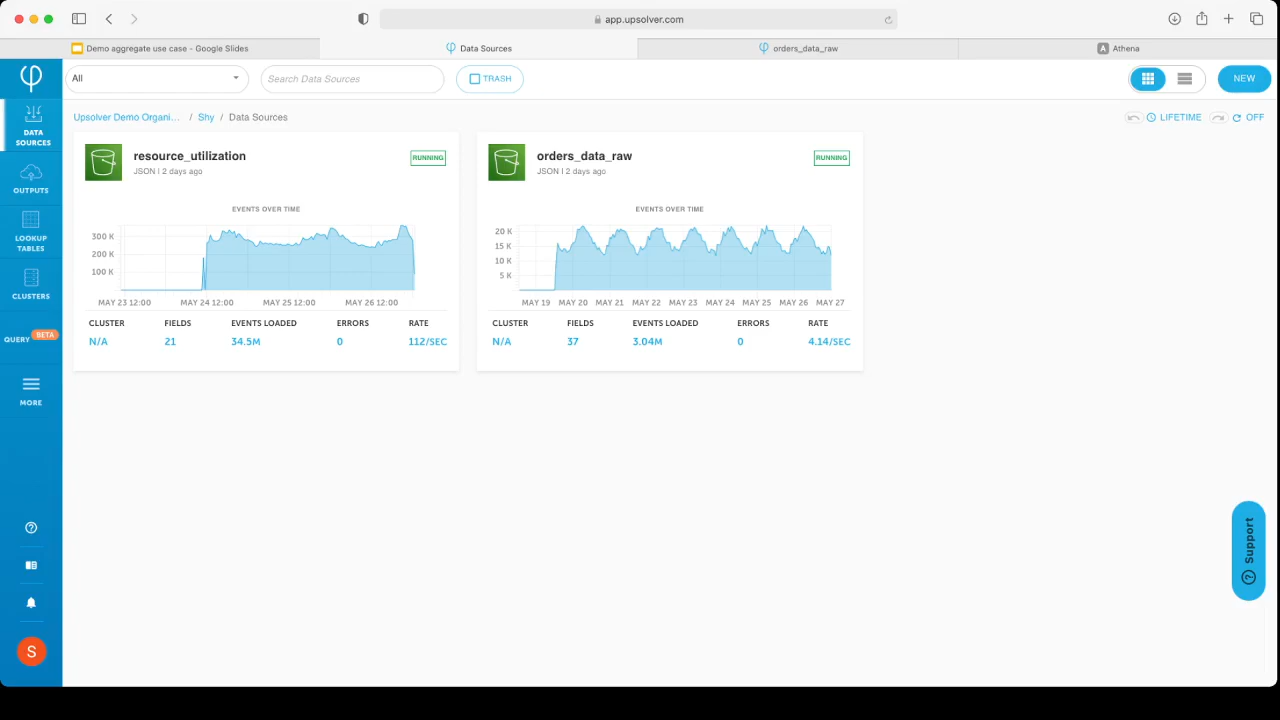 app.upsolver.com
Demo aggregate use case - Google Slides
Data Sources
orders_data_raw
A Athena
All
Search Data Sources
TRASH
NEW
DATA SOURCES
OUTPUTS
LOOKUP TABLES
CLUSTERS
QUERY BETA
MORE
S
Upsolver Demo Organi... / Shy / Data Sources
LIFETIME
OFF
resource_utilization
JSON | 2 days ago
RUNNING
EVENTS OVER TIME
300 K
200 K
100 K
MAY 23 12:00 MAY 24 12:00 MAY 25 12:00 MAY 26 12:00
CLUSTER FIELDS EVENTS LOADED ERRORS RATE
N/A 21 34.5M 0 112/SEC
orders_data_raw
JSON | 2 days ago
RUNNING
EVENTS OVER TIME
20 K
15 K
10 K
5 K
MAY 19 MAY 20 MAY 21 MAY 22 MAY 23 MAY 24 MAY 25 MAY 26 MAY 27
CLUSTER FIELDS EVENTS LOADED ERRORS RATE
N/A 37 3.04M 0 4.14/SEC
? Support